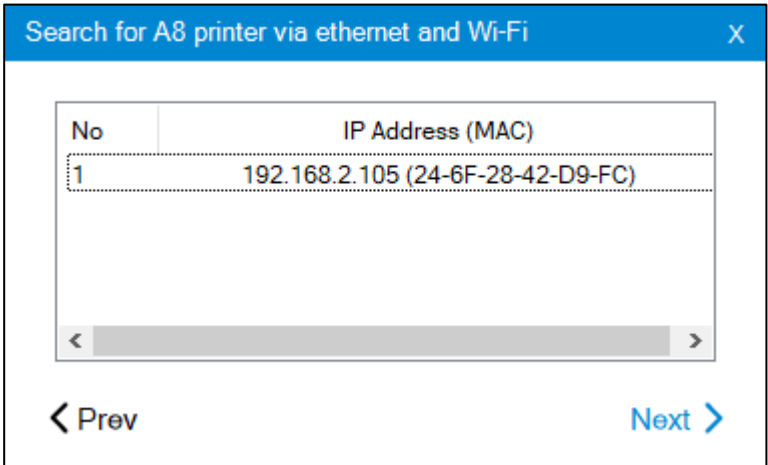 Search for A8 printer via ethernet and Wi-Fi X
No IP Address (MAC)
1 192.168.2.105 (24-6F-28-42-D9-FC)
Prev Next